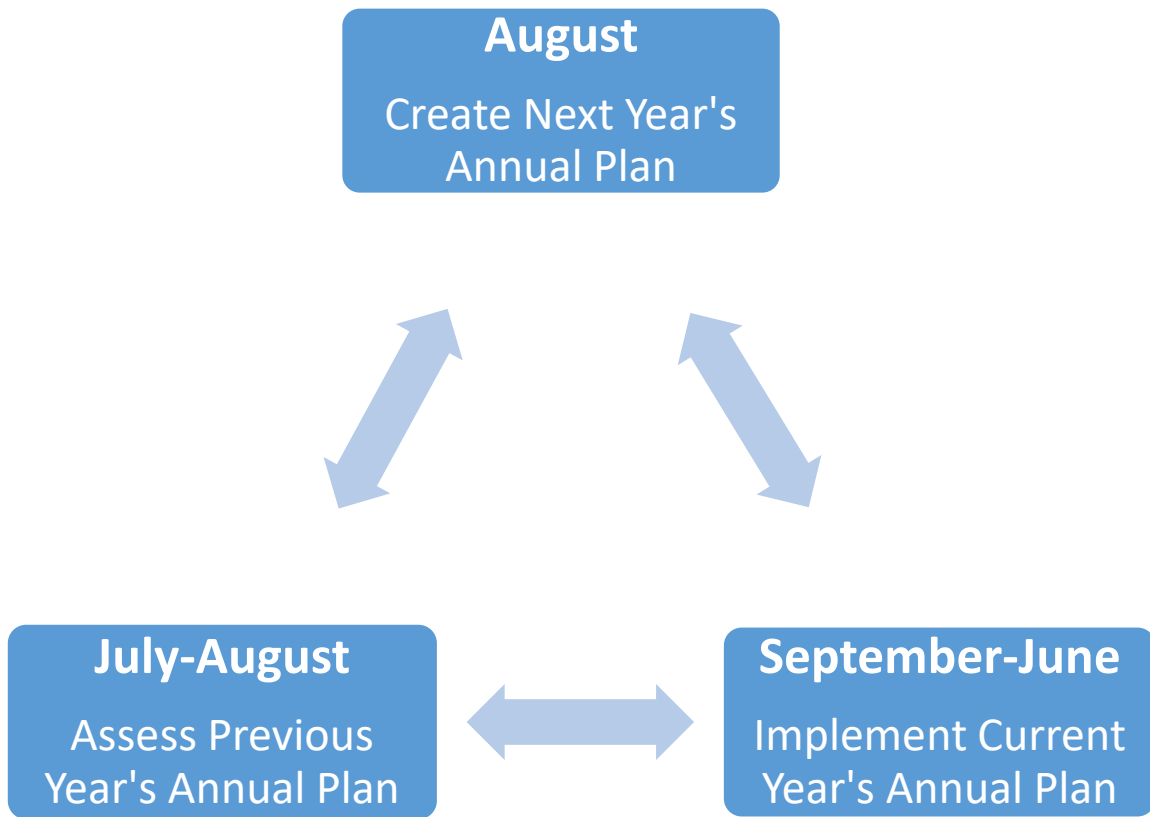 August
Create Next Year's
Annual Plan
July-August
Assess Previous
Year's Annual Plan
September-June
Implement Current
Year's Annual Plan